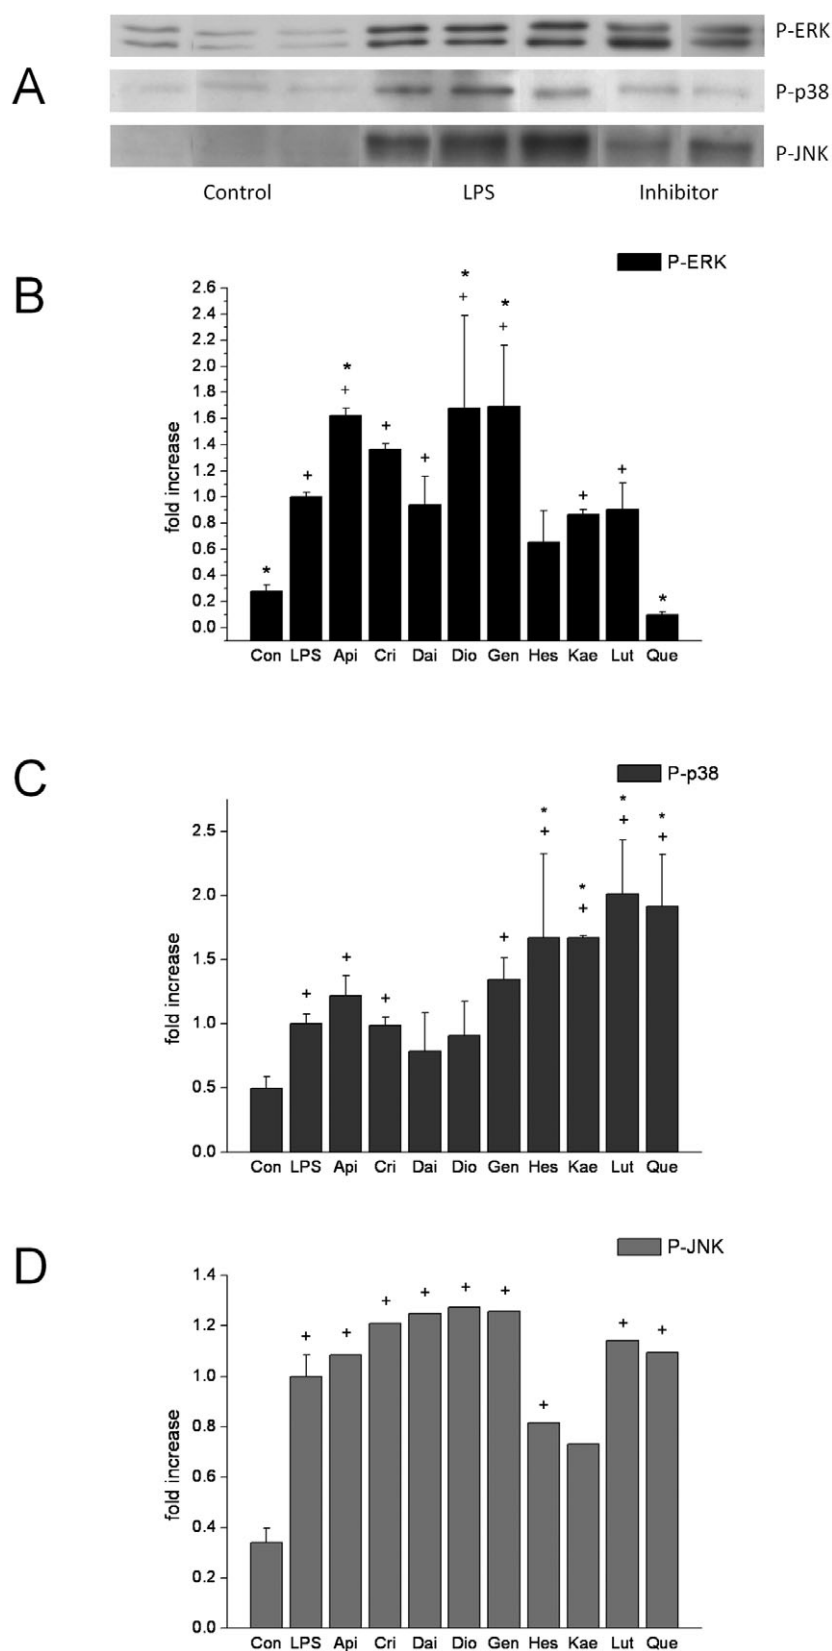 A
P-ERK
P-p38
P-JNK
Control LPS Inhibitor
B
P-ERK
fold increase
2.6
2.4
2.2
2.0
1.8
1.6
1.4
1.2
1.0
0.8
0.6
0.4
0.2
0.0
* + * + * + * + + + + + + *
Con LPS Api Cri Dai Dio Gen Hes Kae Lut Que
C
P-p38
fold increase
2.5
2.0
1.5
1.0
0.5
0.0
+ + + + * + * + * + * +
Con LPS Api Cri Dai Dio Gen Hes Kae Lut Que
D
P-JNK
fold increase
1.4
1.2
1.0
0.8
0.6
0.4
0.2
0.0
+ + + + + + + + +
Con LPS Api Cri Dai Dio Gen Hes Kae Lut Que